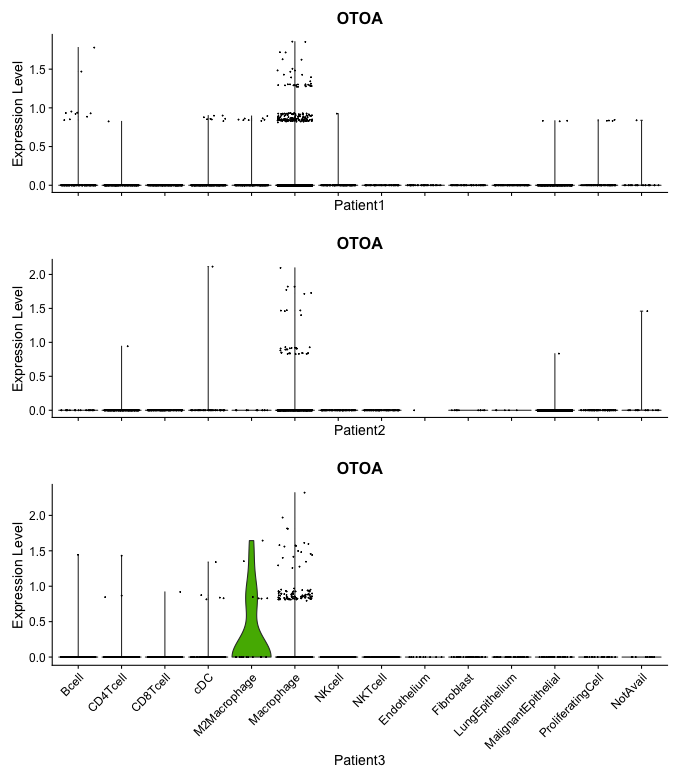 OTOA
Expression Level
1.5
1.0
0.5
0.0
Patient1
OTOA
Expression Level
2.0
1.5
1.0
0.5
0.0
Patient2
OTOA
Expression Level
2.0
1.5
1.0
0.5
0.0
Bcell
CD4Tcell
CD8Tcell
cDC
M2Macrophage
Macrophage
NKcell
NKTcell
Endothelium
Fibroblast
LungEpithelium
MalignantEpithelial
ProliferatingCell
NotAvail
Patient3